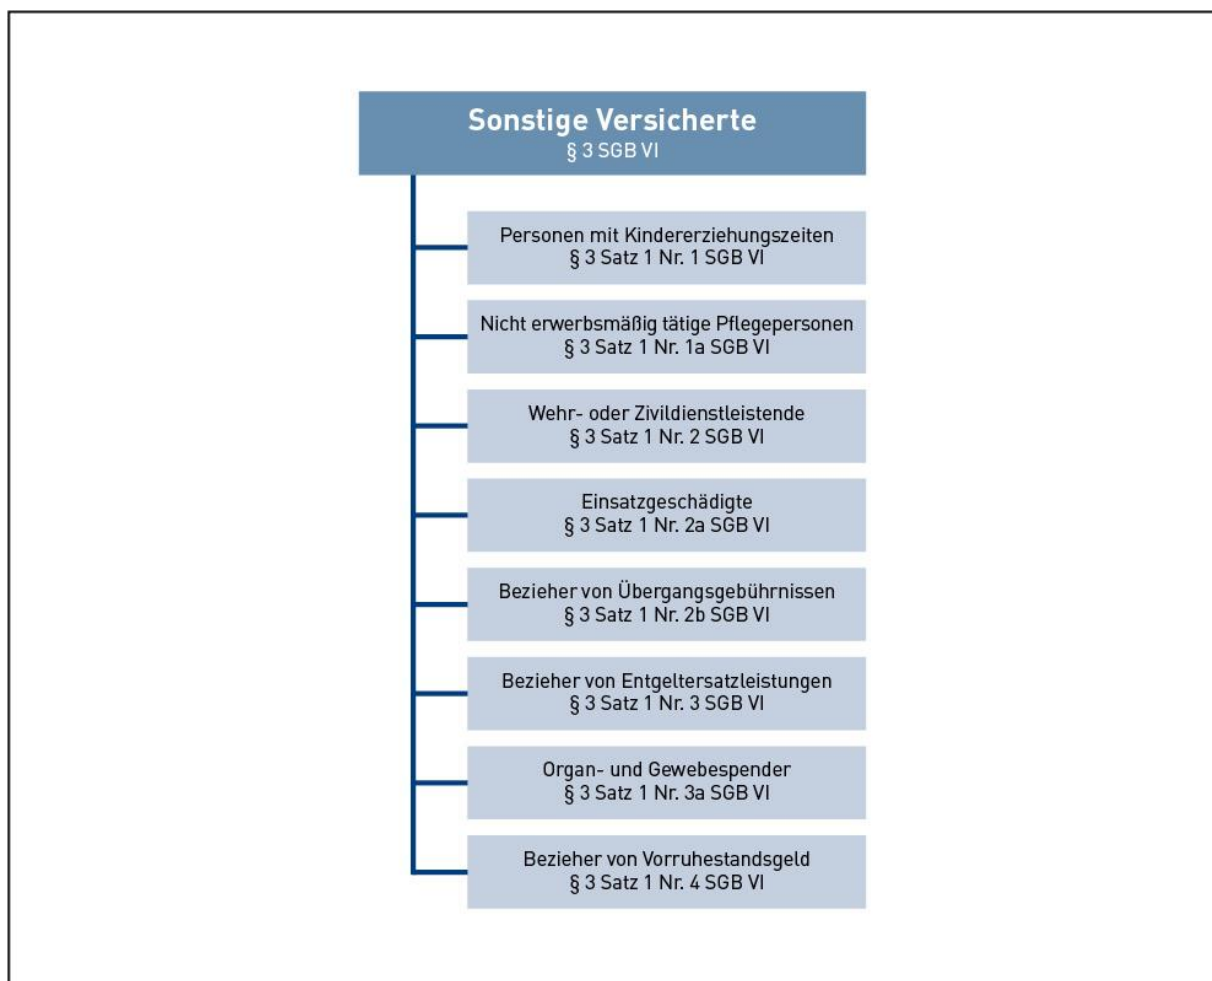 Sonstige Versicherte
§ 3 SGB VI
Personen mit Kindererziehungszeiten
§ 3 Satz 1 Nr. 1 SGB VI
Nicht erwerbsmäßig tätige Pflegepersonen
§ 3 Satz 1 Nr. 1a SGB VI
Wehr- oder Zivildienstleistende
§ 3 Satz 1 Nr. 2 SGB VI
Einsatzgeschädigte
§ 3 Satz 1 Nr. 2a SGB VI
Bezieher von Übergangsgebührnissen
§ 3 Satz 1 Nr. 2b SGB VI
Bezieher von Entgeltersatzleistungen
§ 3 Satz 1 Nr. 3 SGB VI
Organ- und Gewebespender
§ 3 Satz 1 Nr. 3a SGB VI
Bezieher von Vorruhestandsgeld
§ 3 Satz 1 Nr. 4 SGB VI